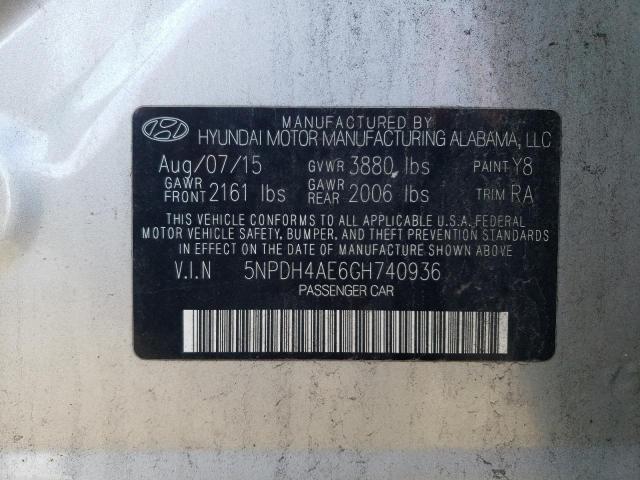 MANUFACTURED BY
HYUNDAI MOTOR MANUFACTURING ALABAMA, LLC
Aug/07/15 GVWR 3880 lbs PAINT Y8
GAWR FRONT 2161 lbs GAWR REAR 2006 lbs TRIM RA
THIS VEHICLE CONFORMS TO ALL APPLICABLE U.S.A. FEDERAL
MOTOR VEHICLE SAFETY, BUMPER, AND THEFT PREVENTION STANDARDS
IN EFFECT ON THE DATE OF MANUFACTURE SHOWN ABOVE
V.I.N 5NPDH4AE6GH740936
PASSENGER CAR